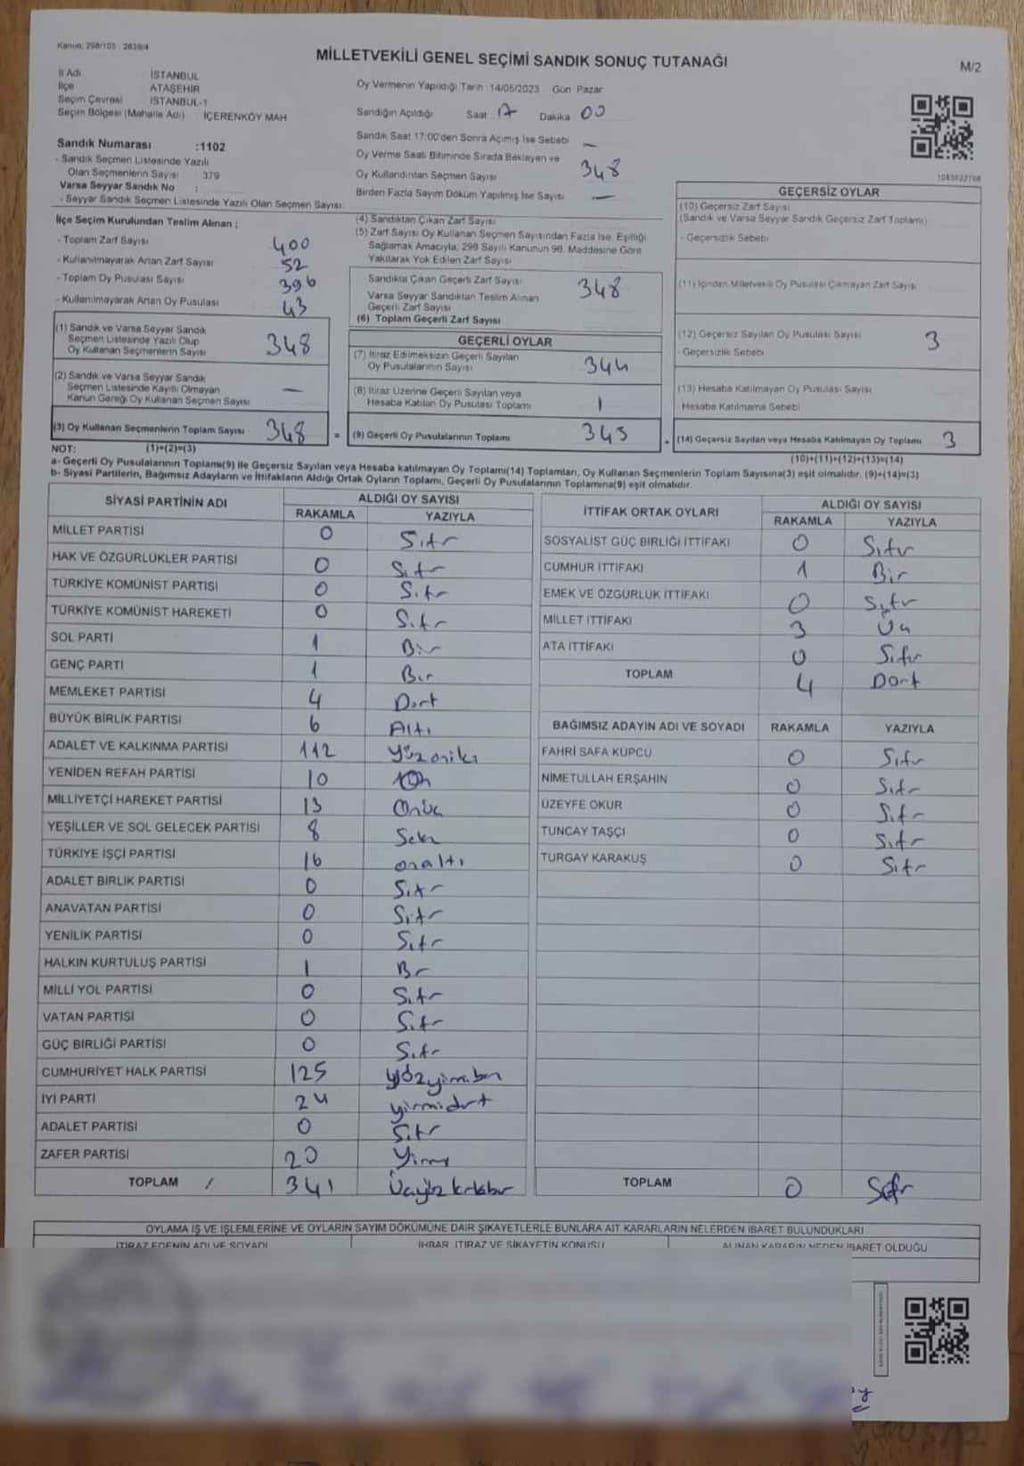 Kanun: 298/105 - 2839/4
MİLLETVEKİLİ GENEL SEÇİMİ SANDIK SONUÇ TUTANAĞI
M/2
İl Adı İSTANBUL
İlçe ATAŞEHİR
Seçim Çevresi İSTANBUL-1
Seçim Bölgesi (Mahalle Adı) İÇERENKÖY MAH
Oy Vermenin Yapıldığı Tarih :14/05/2023 Gün: Pazar
Sandığın Açıldığı Saat 17 Dakika 00
Sandık Saat 17:00'den Sonra Açılmış İse Sebebi –
Oy Verme Saati Bitiminde Sırada Bekleyen ve
Oy Kullandırılan Seçmen Sayısı 348
Birden Fazla Sayım Döküm Yapılmış İse Sayısı –
Sandık Numarası :1102
- Sandık Seçmen Listesinde Yazılı
Olan Seçmenlerin Sayısı 379
Varsa Seyyar Sandık No :
- Seyyar Sandık Seçmen Listesinde Yazılı Olan Seçmen Sayısı:
İlçe Seçim Kurulundan Teslim Alınan ;
- Toplam Zarf Sayısı 400
- Kullanılmayarak Artan Zarf Sayısı 52
- Toplam Oy Pusulası Sayısı 396
- Kullanılmayarak Artan Oy Pusulası 43
(1) Sandık ve Varsa Seyyar Sandık
Seçmen Listesinde Yazılı Olup
Oy Kullanan Seçmenlerin Sayısı 348
(2) Sandık ve Varsa Seyyar Sandık
Seçmen Listesinde Kayıtlı Olmayan
Kanun Gereği Oy Kullanan Seçmen Sayısı –
(3) Oy Kullanan Seçmenlerin Toplam Sayısı 348 =
(1)+(2)=(3)
(4) Sandıktan Çıkan Zarf Sayısı
(5) Zarf Sayısı Oy Kullanan Seçmen Sayısından Fazla İse, Eşitliği
Sağlamak Amacıyla; 298 Sayılı Kanunun 98. Maddesine Göre
Yakılarak Yok Edilen Zarf Sayısı
Sandıkta Çıkan Geçerli Zarf Sayısı 348
Varsa Seyyar Sandıktan Teslim Alınan
Geçerli Zarf Sayısı
(6) Toplam Geçerli Zarf Sayısı
GEÇERLİ OYLAR
(7) İtiraz Edilmeksizin Geçerli Sayılan
Oy Pusulalarının Sayısı 344
(8) İtiraz Üzerine Geçerli Sayılan veya
Hesaba Katılan Oy Pusulası Toplamı 1
(9) Geçerli Oy Pusulalarının Toplamı 345
1083022708
GEÇERSİZ OYLAR
(10) Geçersiz Zarf Sayısı
(Sandık ve Varsa Seyyar Sandık Geçersiz Zarf Toplamı)
- Geçersizlik Sebebi
(11) İçinden Milletvekili Oy Pusulası Çıkmayan Zarf Sayısı
(12) Geçersiz Sayılan Oy Pusulası Sayısı 3
- Geçersizlik Sebebi
(13) Hesaba Katılmayan Oy Pusulası Sayısı
- Hesaba Katılmama Sebebi
(14) Geçersiz Sayılan veya Hesaba Katılmayan Oy Toplamı 3
(10)+(11)+(12)+(13)=(14)
NOT:
a- Geçerli Oy Pusulalarının Toplamı(9) ile Geçersiz Sayılan veya Hesaba katılmayan Oy Toplamı(14) Toplamları, Oy Kullanan Seçmenlerin Toplam Sayısına(3) eşit olmalıdır. (9)+(14)=(3)
b- Siyasi Partilerin, Bağımsız Adayların ve İttifakların Aldığı Ortak Oyların Toplamı, Geçerli Oy Pusulalarının Toplamına(9) eşit olmalıdır.
SİYASİ PARTİNİN ADI ALDIĞI OY SAYISI
RAKAMLA YAZIYLA
MİLLET PARTİSİ 0 Sıfır
HAK VE ÖZGÜRLÜKLER PARTİSİ 0 Sıfır
TÜRKİYE KOMÜNİST PARTİSİ 0 Sıfır
TÜRKİYE KOMÜNİST HAREKETİ 0 Sıfır
SOL PARTİ 1 Bir
GENÇ PARTİ 1 Bir
MEMLEKET PARTİSİ 4 Dört
BÜYÜK BİRLİK PARTİSİ 6 Altı
ADALET VE KALKINMA PARTİSİ 112 Yüzoniki
YENİDEN REFAH PARTİSİ 10 On
MİLLİYETÇİ HAREKET PARTİSİ 13 Onüç
YEŞİLLER VE SOL GELECEK PARTİSİ 8 Sekiz
TÜRKİYE İŞÇİ PARTİSİ 16 onaltı
ADALET BİRLİK PARTİSİ 0 Sıfır
ANAVATAN PARTİSİ 0 Sıfır
YENİLİK PARTİSİ 0 Sıfır
HALKIN KURTULUŞ PARTİSİ 1 Bir
MİLLİ YOL PARTİSİ 0 Sıfır
VATAN PARTİSİ 0 Sıfır
GÜÇ BİRLİĞİ PARTİSİ 0 Sıfır
CUMHURİYET HALK PARTİSİ 125 yüzyirmibeş
İYİ PARTİ 24 yirmidört
ADALET PARTİSİ 0 Sıfır
ZAFER PARTİSİ 20 Yirmi
TOPLAM / 341 Üçyüzkırkbir
İTTİFAK ORTAK OYLARI ALDIĞI OY SAYISI
RAKAMLA YAZIYLA
SOSYALİST GÜÇ BİRLİĞİ İTTİFAKI 0 Sıfır
CUMHUR İTTİFAKI 1 Bir
EMEK VE ÖZGÜRLÜK İTTİFAKI 0 Sıfır
MİLLET İTTİFAKI 3 Üç
ATA İTTİFAKI 0 Sıfır
TOPLAM 4 Dört
BAĞIMSIZ ADAYIN ADI VE SOYADI RAKAMLA YAZIYLA
FAHRİ SAFA KÜPCÜ 0 Sıfır
NİMETULLAH ERŞAHİN 0 Sıfır
ÜZEYFE OKUR 0 Sıfır
TUNCAY TAŞÇI 0 Sıfır
TURGAY KARAKUŞ 0 Sıfır
TOPLAM 0 Sıfır
OYLAMA İŞ VE İŞLEMLERİNE VE OYLARIN SAYIM DÖKÜMÜNE DAİR ŞİKAYETLERLE BUNLARA AİT KARARLARIN NELERDEN İBARET BULUNDUKLARI
İTİRAZ EDENİN ADI VE SOYADI İHBAR, İTİRAZ VE ŞİKAYETİN KONUSU ALINAN KARARIN NEDEN İBARET OLDUĞU